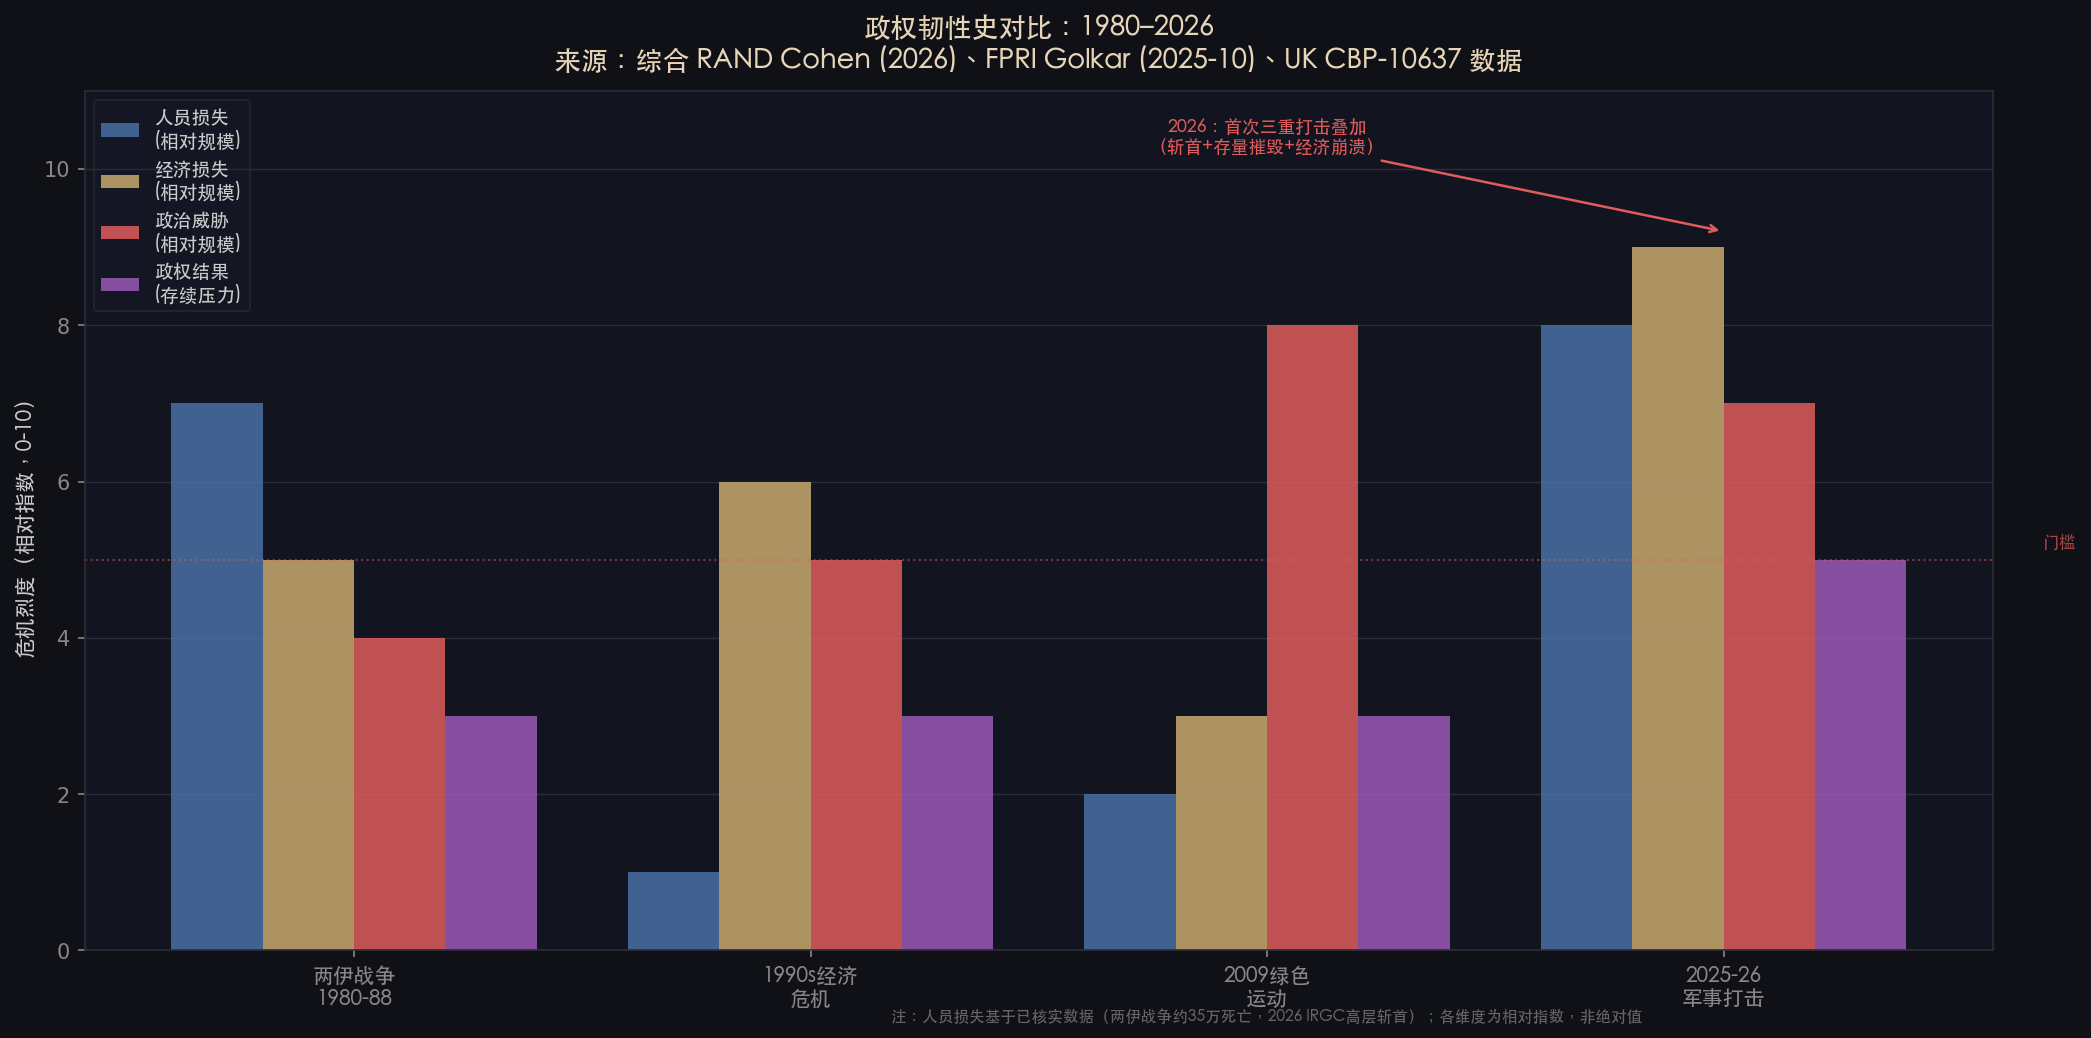 政权韧性史对比：1980–2026
来源：综合 RAND Cohen (2026)、FPRI Golkar (2025-10)、UK CBP-10637 数据
人员损失
(相对规模)
经济损失
(相对规模)
政治威胁
(相对规模)
政权结果
(存续压力)
2026：首次三重打击叠加
(斩首+存量摧毁+经济崩溃)
危机烈度（相对指数，0-10）
10
8
6
4
2
0
门槛
两伊战争
1980-88
1990s经济
危机
2009绿色
运动
2025-26
军事打击
注：人员损失基于已核实数据（两伊战争约35万死亡，2026 IRGC高层斩首）；各维度为相对指数，非绝对值